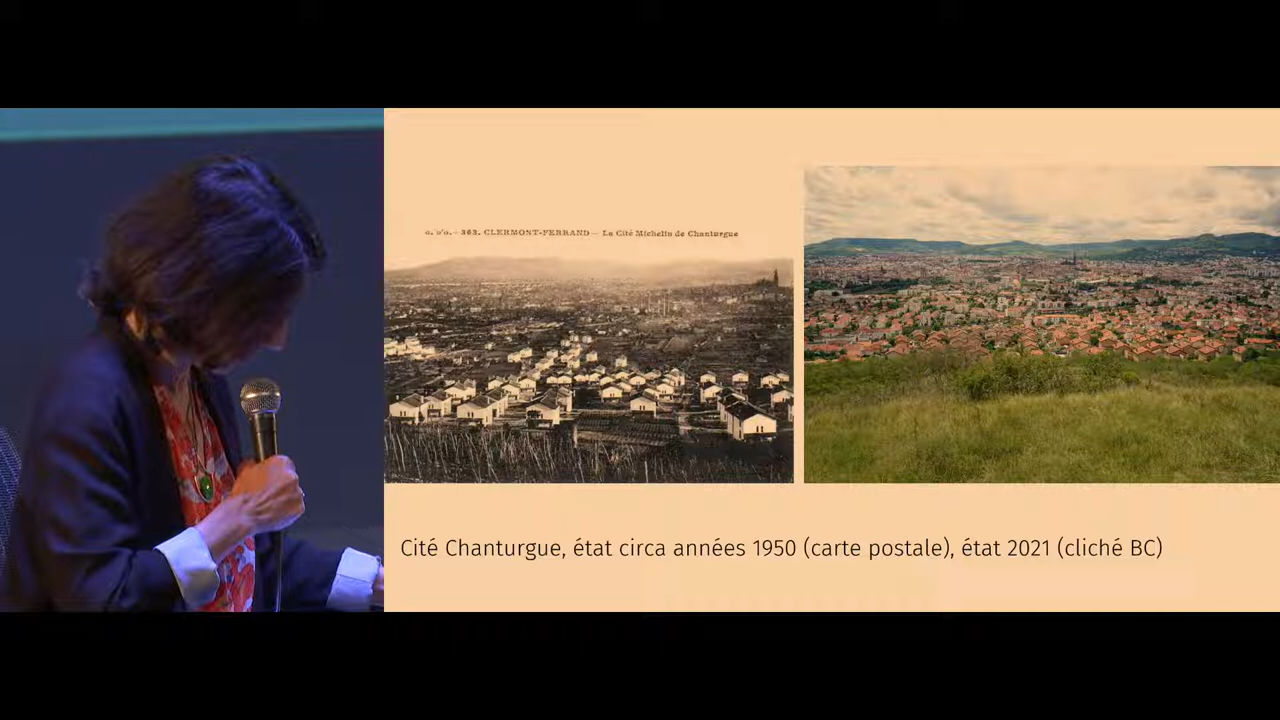 363. CLERMONT-FERRAND — La Cité Michelin de Chanturgue
Cité Chanturgue, état circa années 1950 (carte postale), état 2021 (cliché BC)